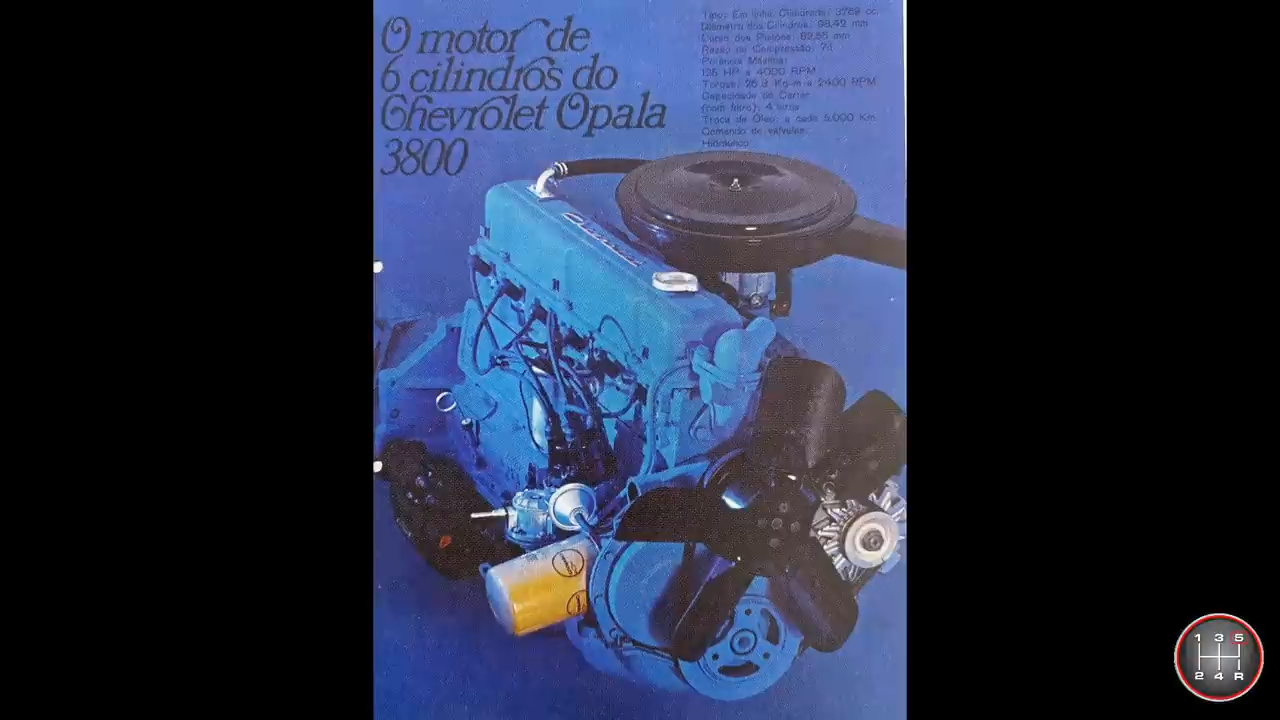 O motor de
6 cilindros do
Chevrolet Opala
3800
Tipo: Em linha Cilindrada: 3769 cc.
Diâmetro dos Cilindros: 98,42 mm
Curso dos Pistões: 82,55 mm
Razão de Compressão: 7:1
Potência Máxima:
125 HP a 4000 RPM
Torque: 26,9 Kg-m a 2400 RPM
Capacidade do Carter
(com filtro): 4 litros
Troca de Óleo: a cada 5.000 Km
Comando de válvulas:
Hidráulico
Chevrolet
1 3 5
2 4 R